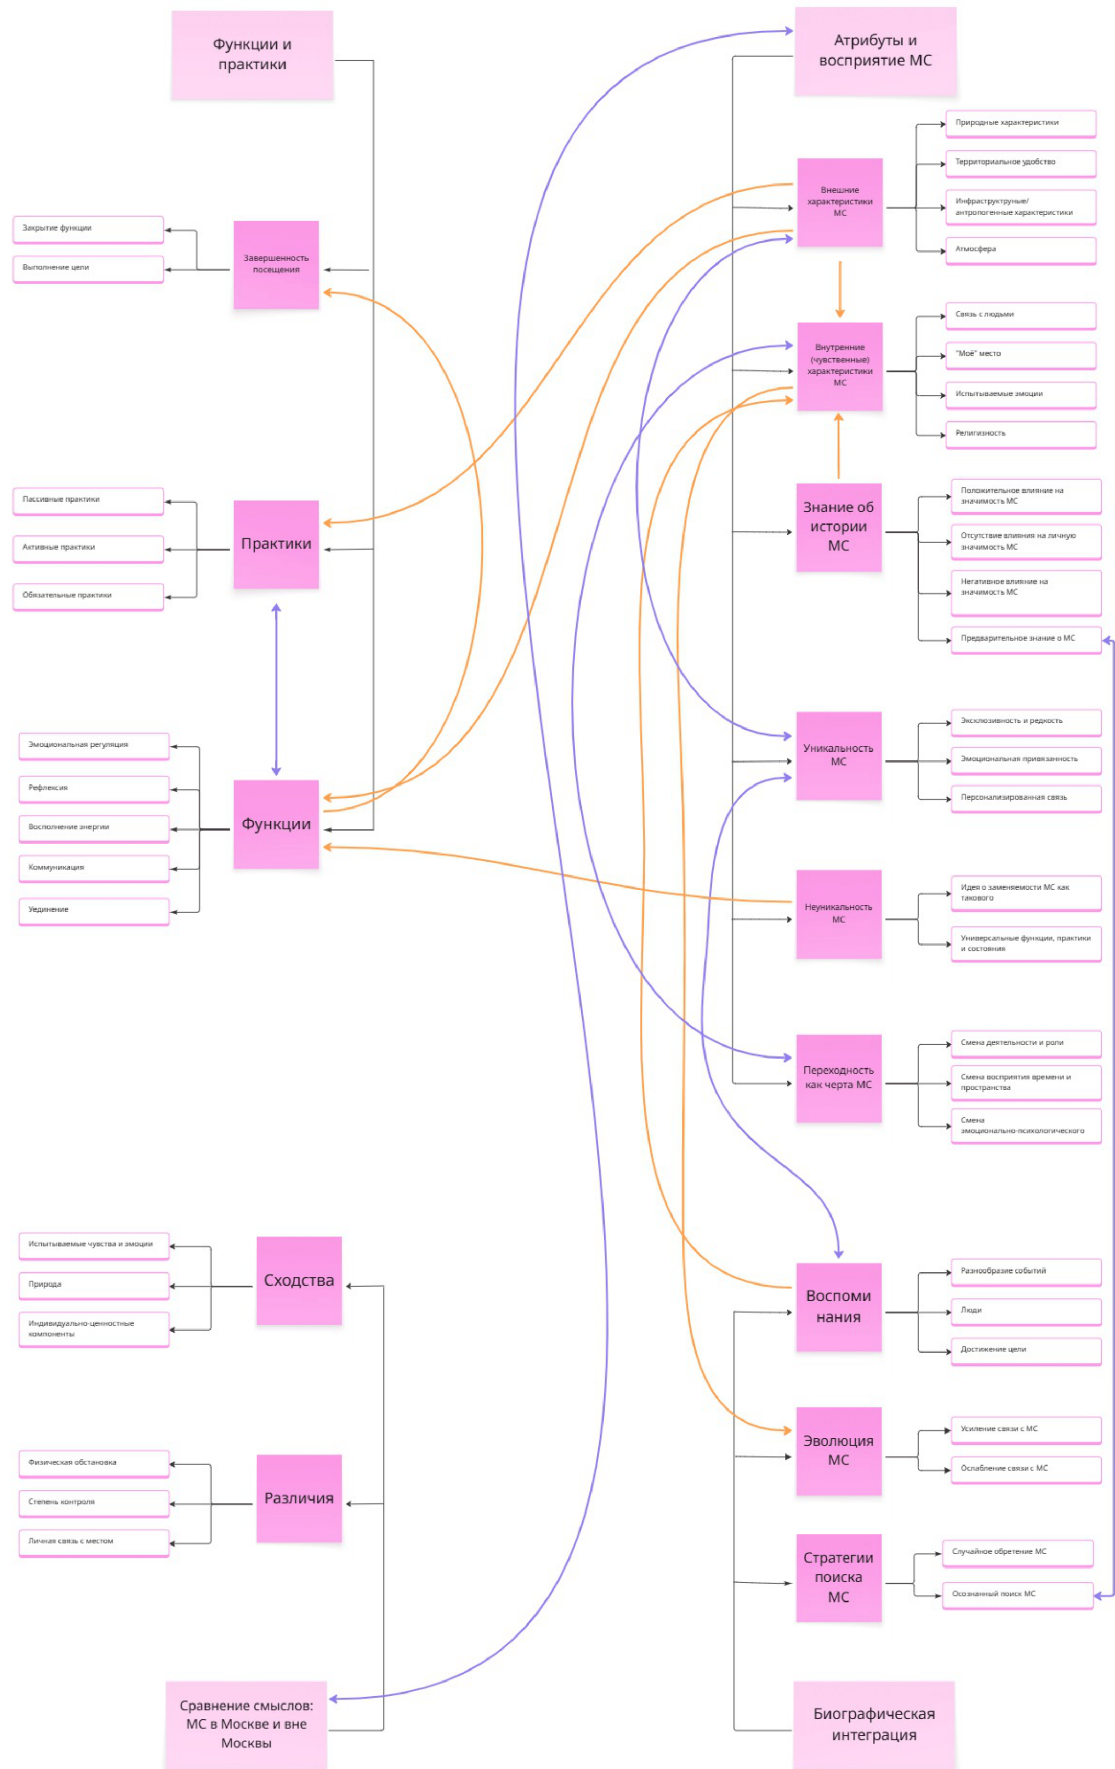 Функции и
практики
Завершенность
посещения
Закрытие функции
Выполнение цели
Практики
Пассивные практики
Активные практики
Обязательные практики
Функции
Эмоциональная регуляция
Рефлексия
Восполнение энергии
Коммуникация
Уединение
Сходства
Испытываемые чувства и эмоции
Природа
Индивидуально-ценностные
компоненты
Различия
Физическая обстановка
Степень контроля
Личная связь с местом
Сравнение смыслов:
МС в Москве и вне
Москвы
Атрибуты и
восприятие МС
Внешние
характеристики
МС
Природные характеристики
Территориальное удобство
Инфраструктруные/
антропогенные характеристики
Атмосфера
Внутренние
(чувственные)
характеристики
МС
Связь с людьми
"Моё" место
Испытываемые эмоции
Религиозность
Знание об
истории
МС
Положительное влияние на
значимость МС
Отсутствие влияния на личную
значимость МС
Негативное влияние на
значимость МС
Предварительное знание о МС
Уникальность
МС
Эксклюзивность и редкость
Эмоциональная привязанность
Персонализированная связь
Неуникальность
МС
Идея о заменяемости МС как
такового
Универсальные функции, практики
и состояния
Переходность
как черта МС
Смена деятельности и роли
Смена восприятия времени и
пространства
Смена
эмоционально-психологического
Воспоми
нания
Разнообразие событий
Люди
Достижение цели
Эволюция
МС
Усиление связи с МС
Ослабление связи с МС
Стратегии
поиска
МС
Случайное обретение МС
Осознанный поиск МС
Биографическая
интеграция